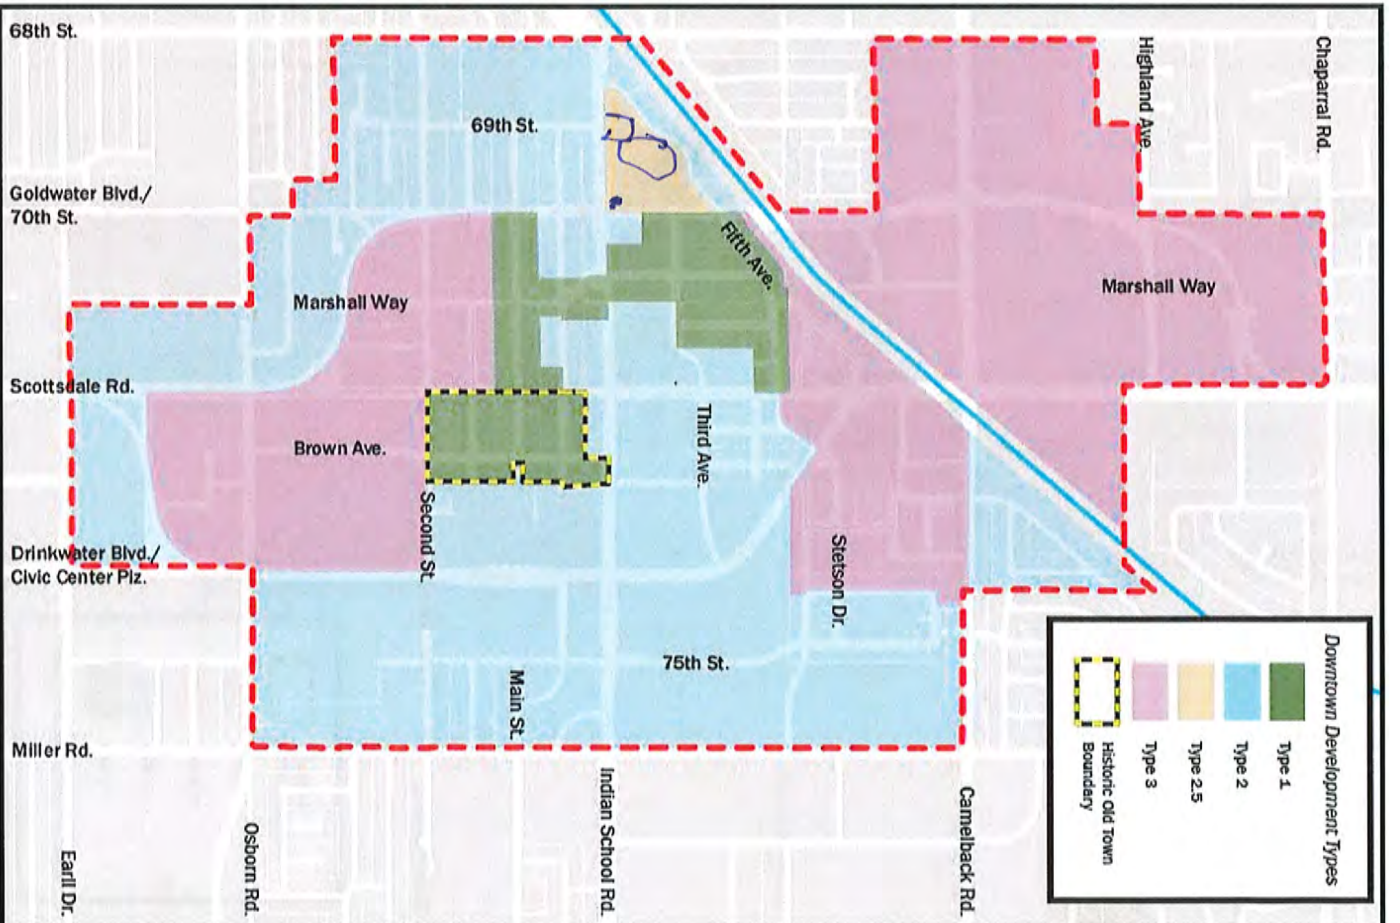 68th St.
Highland Ave.
Chaparral Rd.
69th St.
Goldwater Blvd./
70th St.
Fifth Ave.
Marshall Way
Marshall Way
Scottsdale Rd.
Third Ave.
Brown Ave.
Second St.
Stetson Dr.
Drinkwater Blvd./
Civic Center Plz.
75th St.
Main St.
Miller Rd.
Indian School Rd.
Camelback Rd.
Osborn Rd.
Earll Dr.
Downtown Development Types
Type 1
Type 2
Type 2.5
Type 3
Historic Old Town
Boundary